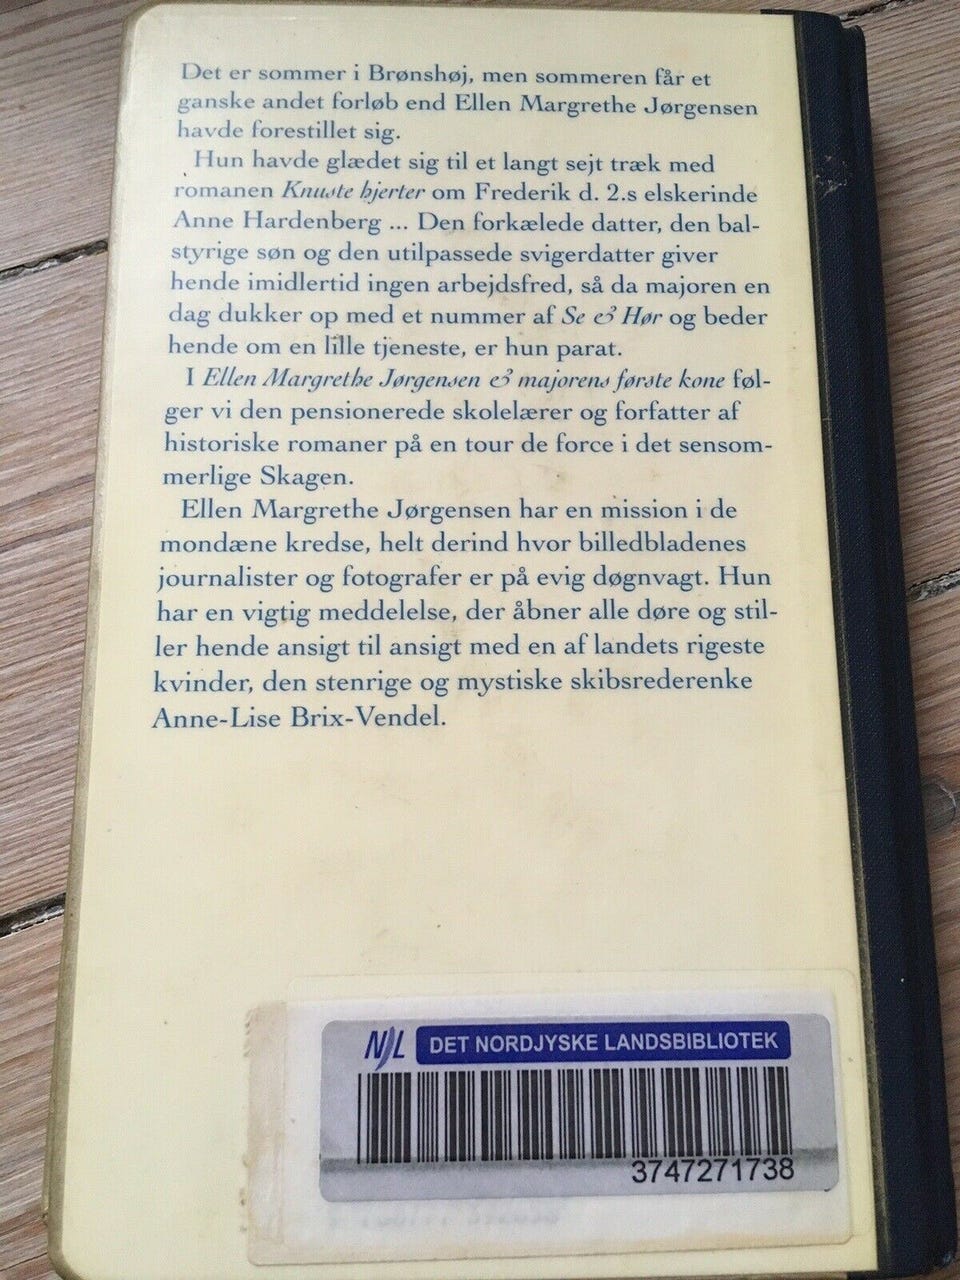 Det er sommer i Brønshøj, men sommeren får et
ganske andet forløb end Ellen Margrethe Jørgensen
havde forestillet sig.
Hun havde glædet sig til et langt sejt træk med
romanen Knuste hjerter om Frederik d. 2.s elskerinde
Anne Hardenberg ... Den forkælede datter, den bal-
styrige søn og den utilpassede svigerdatter giver
hende imidlertid ingen arbejdsfred, så da majoren en
dag dukker op med et nummer af Se & Hør og beder
hende om en lille tjeneste, er hun parat.
I Ellen Margrethe Jørgensen & majorens første kone føl-
ger vi den pensionerede skolelærer og forfatter af
historiske romaner på en tour de force i det sensom-
merlige Skagen.
Ellen Margrethe Jørgensen har en mission i de
mondæne kredse, helt derind hvor billedbladenes
journalister og fotografer er på evig døgnvagt. Hun
har en vigtig meddelelse, der åbner alle døre og stil-
ler hende ansigt til ansigt med en af landets rigeste
kvinder, den stenrige og mystiske skibsrederenke
Anne-Lise Brix-Vendel.
NJL DET NORDJYSKE LANDSBIBLIOTEK
3747271738